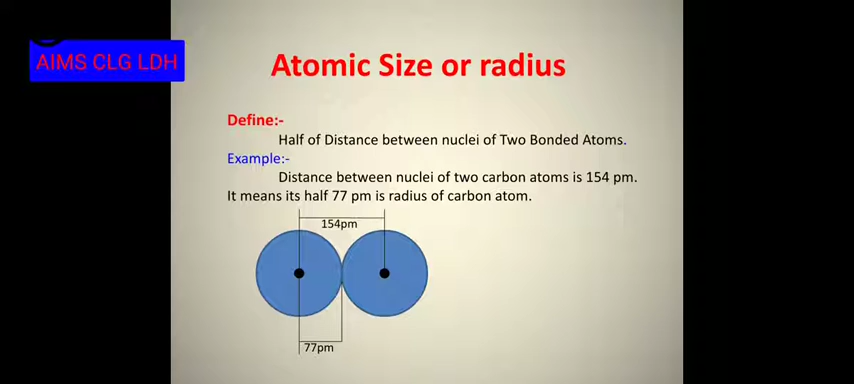 AIMS CLG LDH
Atomic Size or radius
Define:-
Half of Distance between nuclei of Two Bonded Atoms.
Example:-
Distance between nuclei of two carbon atoms is 154 pm.
It means its half 77 pm is radius of carbon atom.
154pm
77pm